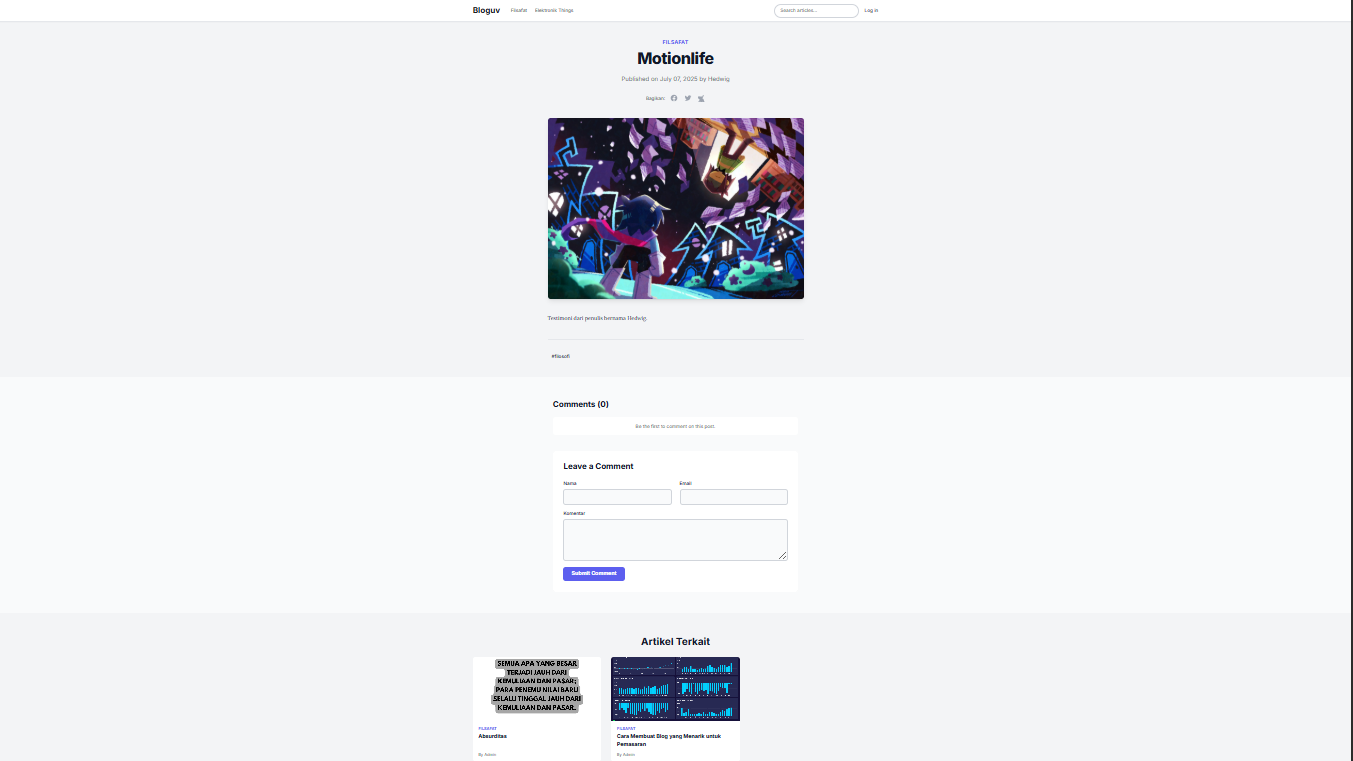 Bloguv
Filsafat
Electronik Things
Search articles...
Log in
FILSAFAT
Motionlife
Published on July 07, 2025 by Hedwig
Bagikan:
Testimoni dari penulis bernama Hedwig.
#filosofi
Comments (0)
Be the first to comment on this post.
Leave a Comment
Nama
Email
Komentar
Submit Comment
Artikel Terkait
SEMUA APA YANG BESAR
TERJADI JAUH DARI
KEMULIAAN DAN PASAR;
PARA PENEMU NILAI BARU
SELALU TINGGAL JAUH DARI
KEMULIAAN DAN PASAR.
FILSAFAT
Absurditas
By Admin
FILSAFAT
Cara Membuat Blog yang Menarik untuk
Pemasaran
By Admin